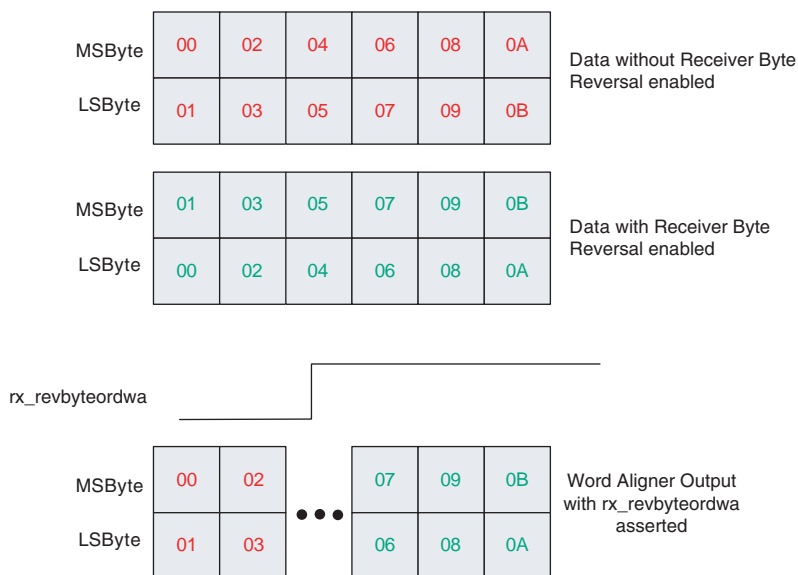 MSByte 00 02 04 06 08 0A
LSByte 01 03 05 07 09 0B
Data without Receiver Byte
Reversal enabled
MSByte 01 03 05 07 09 0B
LSByte 00 02 04 06 08 0A
Data with Receiver Byte
Reversal enabled
rx_revbyteordwa
MSByte 00 02 07 09 0B
LSByte 01 03 ••• 06 08 0A
Word Aligner Output
with rx_revbyteordwa
asserted